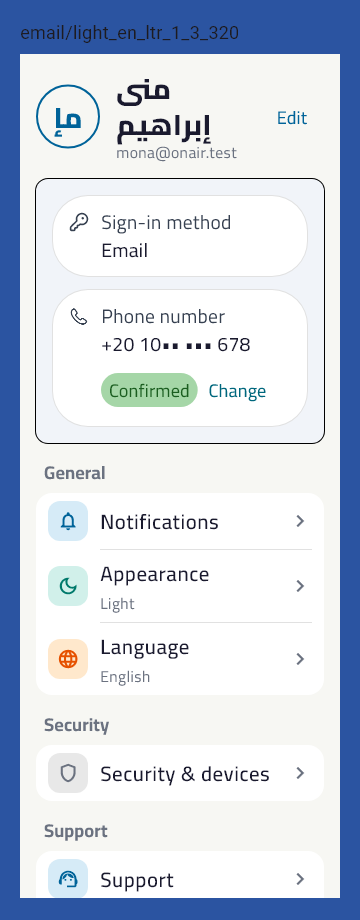 email/light_en_ltr_1_3_320
مإ
منى
إبراهيم
Edit
mona@onair.test
Sign-in method
Email
Phone number
+20 10▪▪ ▪▪▪ 678
Confirmed
Change
General
Notifications
Appearance
Light
Language
English
Security
Security & devices
Support
Support